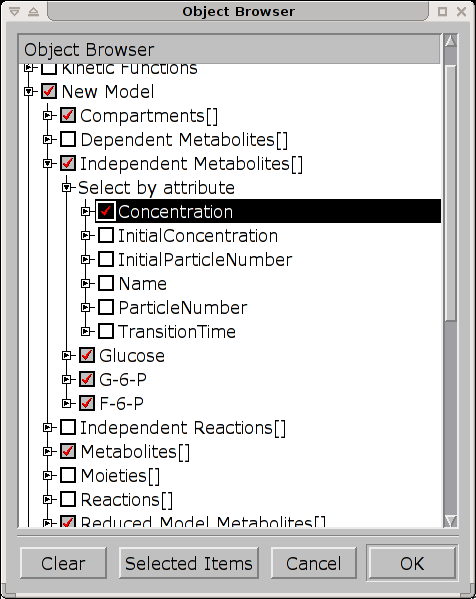 Object Browser
Object Browser
Kinetic Functions
New Model
Compartments[]
Dependent Metabolites[]
Independent Metabolites[]
Select by attribute
Concentration
InitialConcentration
InitialParticleNumber
Name
ParticleNumber
TransitionTime
Glucose
G-6-P
F-6-P
Independent Reactions[]
Metabolites[]
Moieties[]
Reactions[]
Reduced Model Metabolites[]
Clear
Selected Items
Cancel
OK